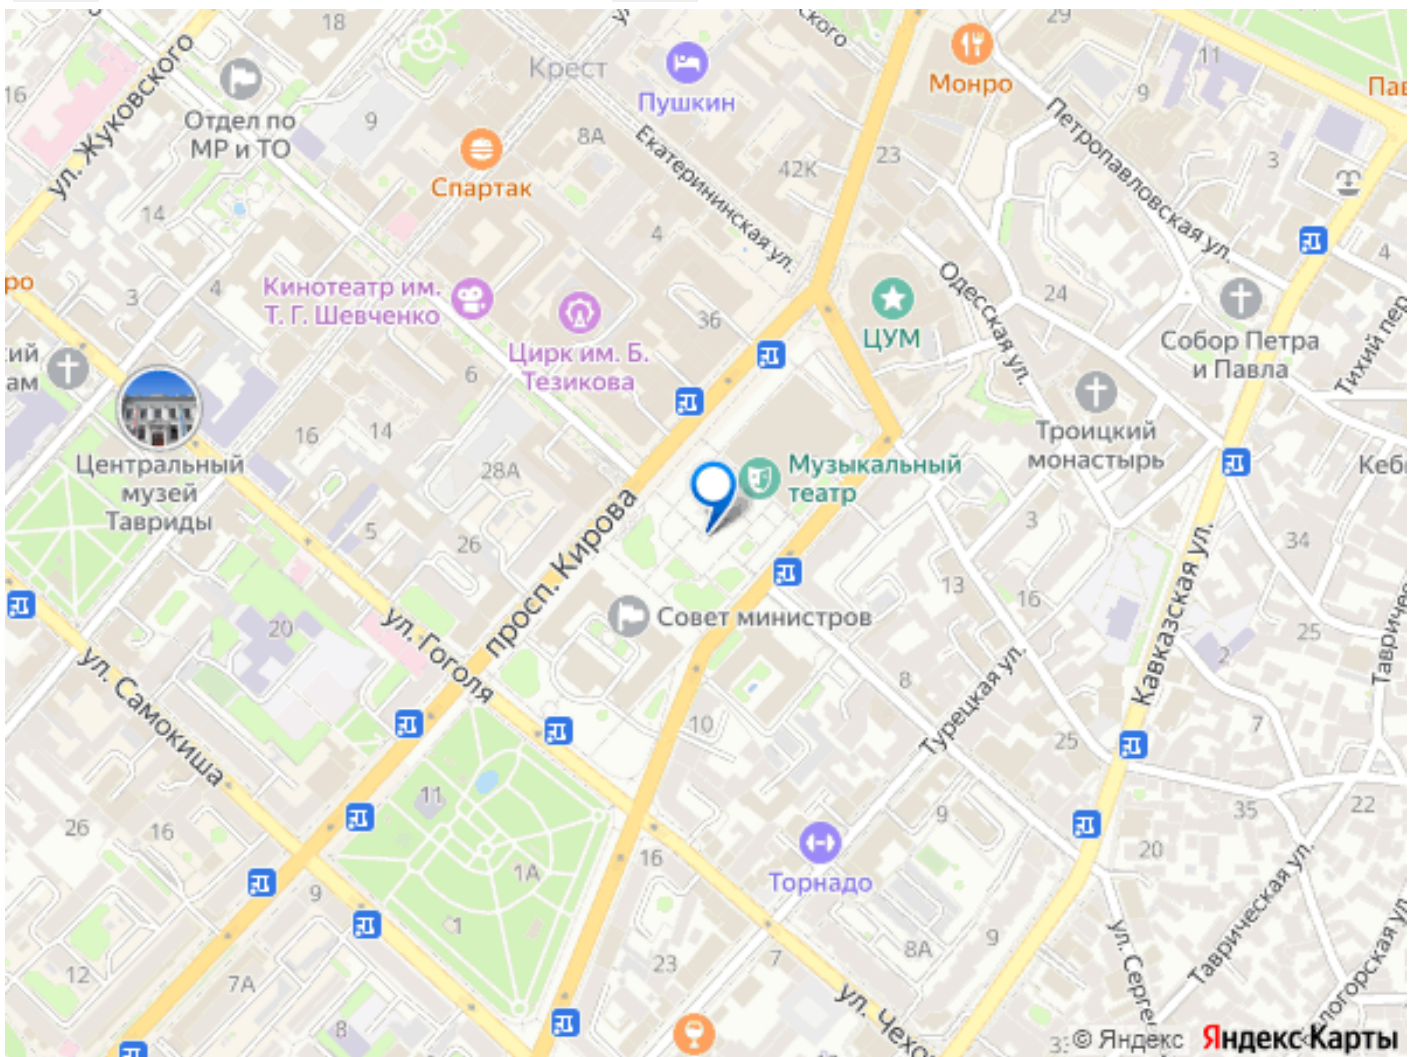 18
29
11
16
ул. Жуковского
Отдел по
МР и ТО
9
Крест
Пушкин
Монро
9
Спартак
8А
Екатерининская ул.
42К
23
Петропавловская ул.
3
14
4
4
3
4
Кинотеатр им.
Т. Г. Шевченко
36
ЦУМ
Одесская ул.
24
Собор Петра
и Павла
Цирк им. Б.
Тезикова
6
Центральный
музей
Тавриды
16
14
28А
Троицкий
монастырь
Музыкальный
театр
5
26
просп. Кирова
3
34
13
16
Кавказская ул.
20
ул. Гоголя
Совет министров
25
2
ул. Самокиша
8
Турецкая ул.
10
25
7
11
35
22
26
16
1А
16
9
20
9
Торнадо
1
Таврическая ул.
12
7А
23
7
8А
9
8
ул. Чехо
ул. Серге
© Яндекс Яндекс Карты